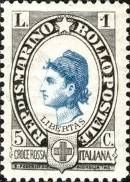 L. 1
REP. DI S. MARINO
BOLLO POSTALE
LIBERTAS
5 C.
CROCE ROSSA
ITALIANA